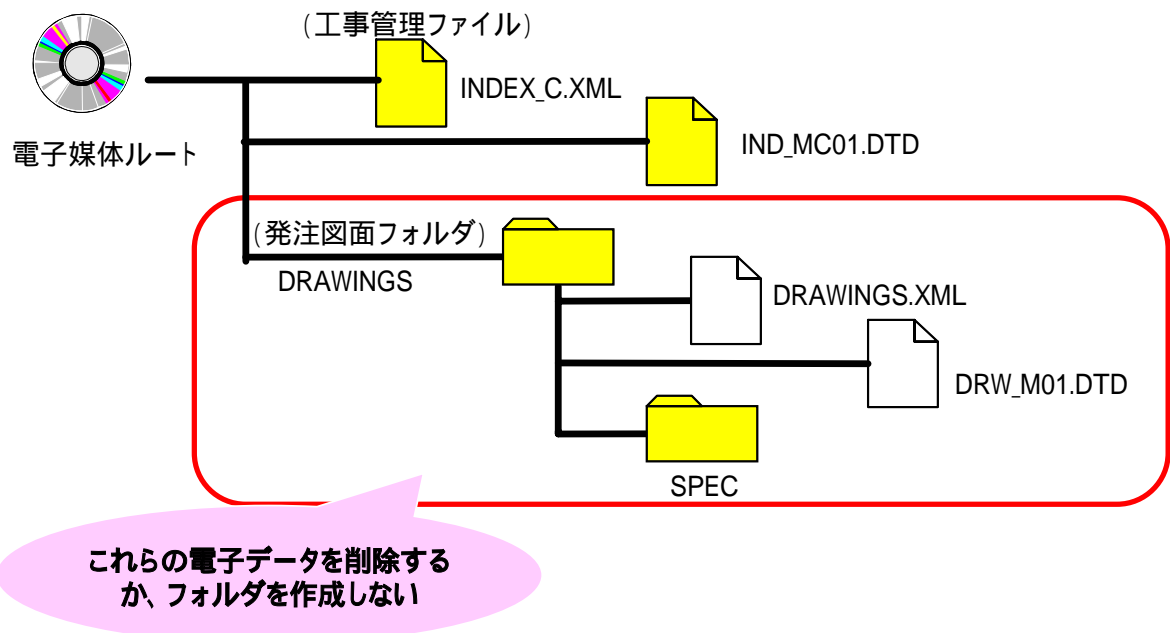 (工事管理ファイル)
INDEX_C.XML
IND_MC01.DTD
電子媒体ルート
(発注図面フォルダ)
DRAWINGS
DRAWINGS.XML
DRW_M01.DTD
SPEC
これらの電子データを削除する
か、フォルダを作成しない